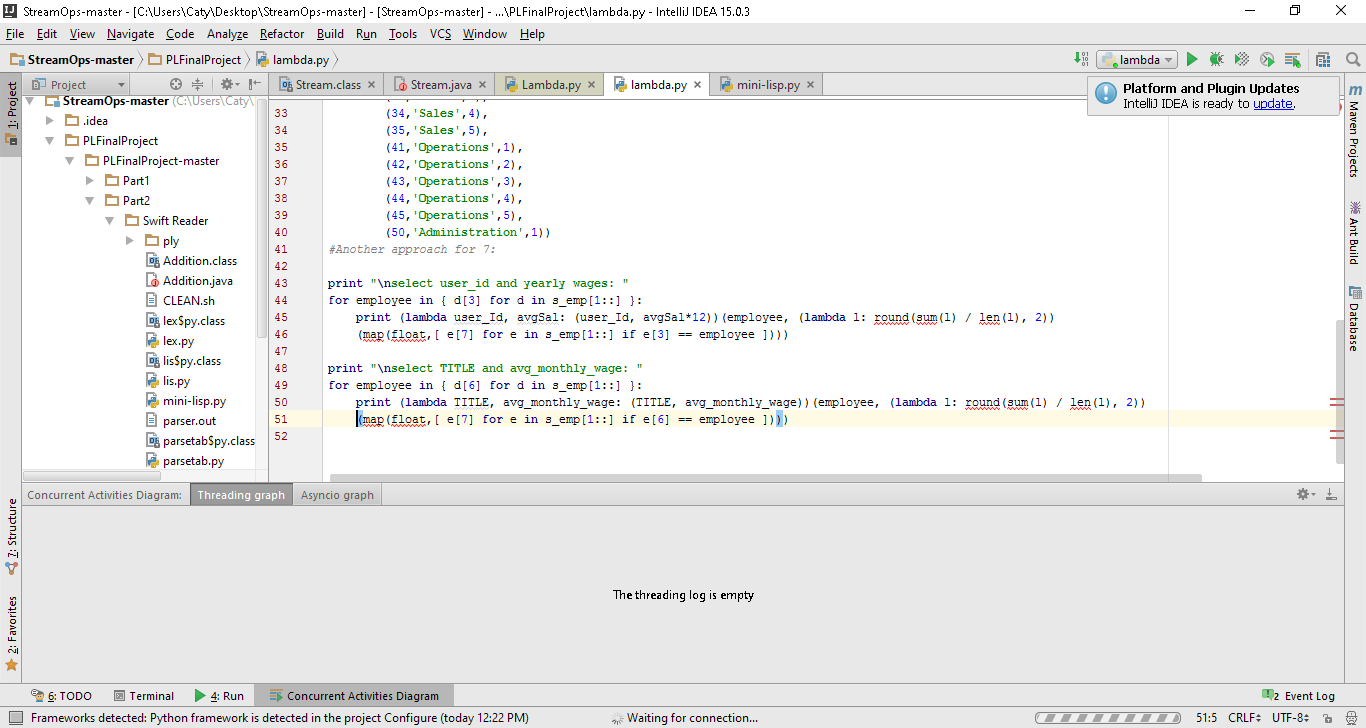 StreamOps-master - [C:\Users\Caty\Desktop\StreamOps-master] - [StreamOps-master] - ...\PLFinalProject\lambda.py - IntelliJ IDEA 15.0.3
File Edit View Navigate Code Analyze Refactor Build Run Tools VCS Window Help
StreamOps-master PLFinalProject lambda.py lambda
Project Stream.class Stream.java Lambda.py lambda.py mini-lisp.py
Platform and Plugin Updates
IntelliJ IDEA is ready to update.
1: Project
7: Structure
2: Favorites
Maven Projects
Ant Build
Database
StreamOps-master (C:\Users\Caty\
.idea
PLFinalProject
PLFinalProject-master
Part1
Part2
Swift Reader
ply
Addition.class
Addition.java
CLEAN.sh
lex$py.class
lex.py
lis$py.class
lis.py
mini-lisp.py
parser.out
parsetab$py.class
parsetab.py
33 (34,'Sales',4),
34 (35,'Sales',5),
35 (41,'Operations',1),
36 (42,'Operations',2),
37 (43,'Operations',3),
38 (44,'Operations',4),
39 (45,'Operations',5),
40 (50,'Administration',1))
41 #Another approach for 7:
42
43 print "\nselect user_id and yearly wages: "
44 for employee in { d[3] for d in s_emp[1::] }:
45 print (lambda user_Id, avgSal: (user_Id, avgSal*12))(employee, (lambda l: round(sum(l) / len(l), 2))
46 (map(float,[ e[7] for e in s_emp[1::] if e[3] == employee ])))
47
48 print "\nselect TITLE and avg_monthly_wage: "
49 for employee in { d[6] for d in s_emp[1::] }:
50 print (lambda TITLE, avg_monthly_wage: (TITLE, avg_monthly_wage))(employee, (lambda l: round(sum(l) / len(l), 2))
51 (map(float,[ e[7] for e in s_emp[1::] if e[6] == employee ])))
52
Concurrent Activities Diagram: Threading graph Asyncio graph
The threading log is empty
6: TODO Terminal 4: Run Concurrent Activities Diagram 2 Event Log
Frameworks detected: Python framework is detected in the project Configure (today 12:22 PM) Waiting for connection... 51:5 CRLF UTF-8